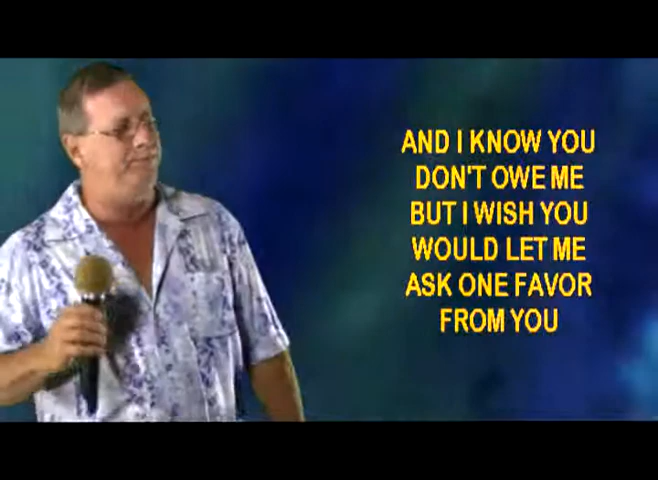 AND I KNOW YOU
DON'T OWE ME
BUT I WISH YOU
WOULD LET ME
ASK ONE FAVOR
FROM YOU